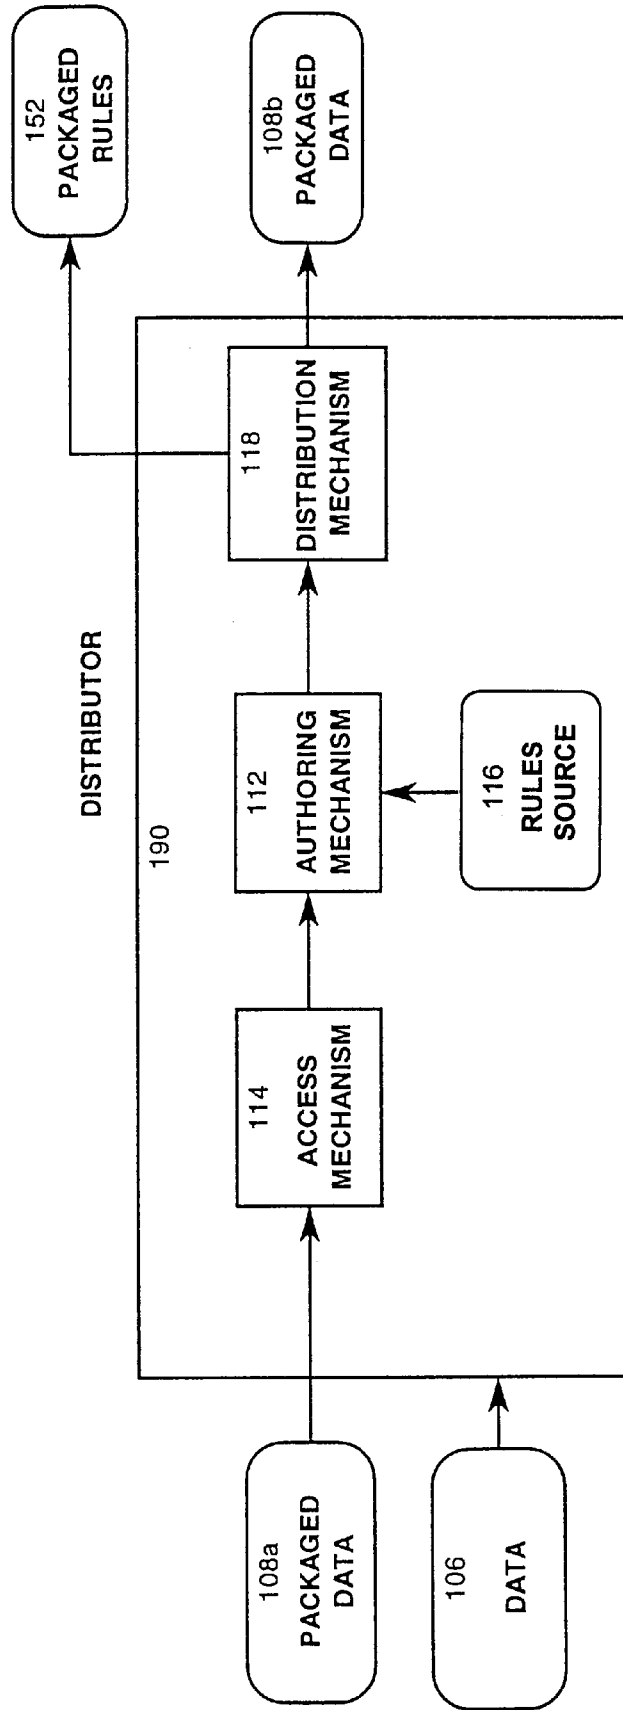 DISTRIBUTOR
190
152
PACKAGED
RULES
108a
PACKAGED
DATA
114
ACCESS
MECHANISM
112
AUTHORING
MECHANISM
118
DISTRIBUTION
MECHANISM
108b
PACKAGED
DATA
106
DATA
116
RULES
SOURCE